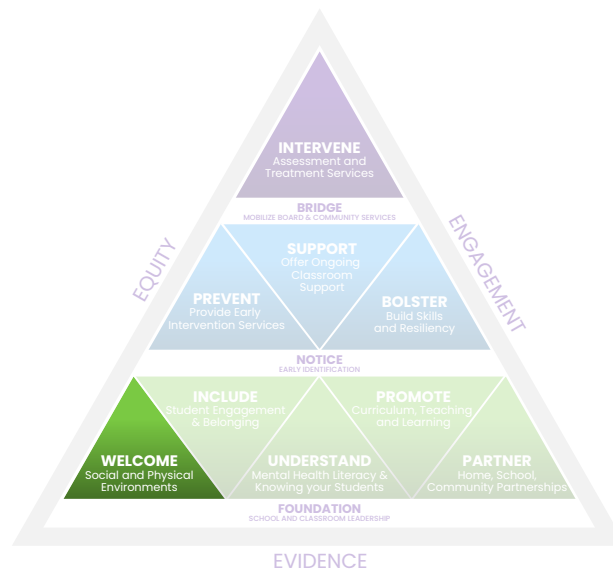 INTERVENE
Assessment and
Treatment Services
BRIDGE
MOBILIZE BOARD & COMMUNITY SERVICES
EQUITY
ENGAGEMENT
SUPPORT
Offer Ongoing
Classroom
Support
PREVENT
Provide Early
Intervention Services
BOLSTER
Build Skills
and Resiliency
NOTICE
EARLY IDENTIFICATION
INCLUDE
Student Engagement
& Belonging
PROMOTE
Curriculum, Teaching
and Learning
WELCOME
Social and Physical
Environments
UNDERSTAND
Mental Health Literacy &
Knowing your Students
PARTNER
Home, School,
Community Partnerships
FOUNDATION
SCHOOL AND CLASSROOM LEADERSHIP
EVIDENCE